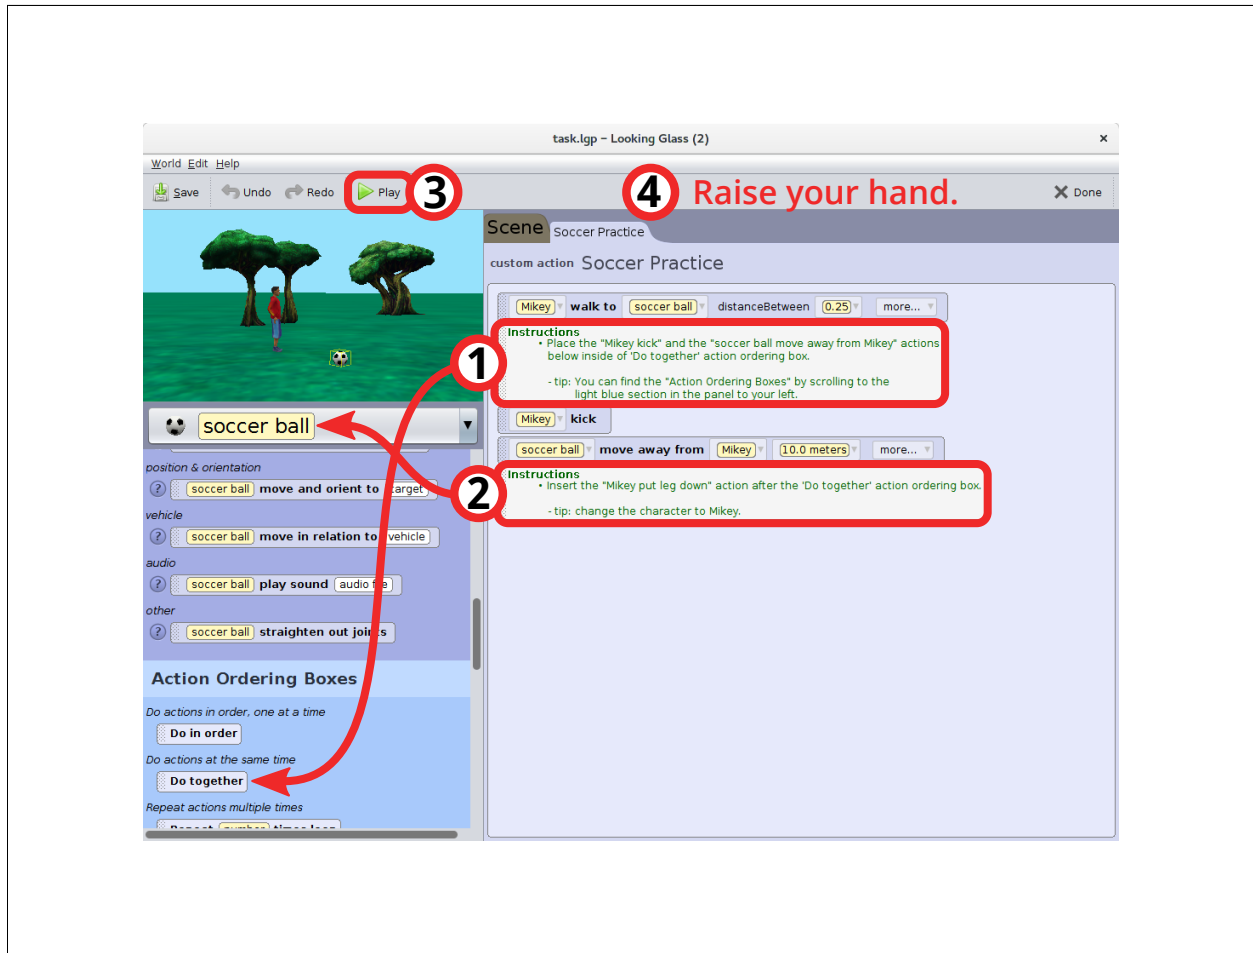 task.lgp – Looking Glass (2) ×
World Edit Help
Save Undo Redo Play 3 4 Raise your hand. Done
Scene Soccer Practice
custom action Soccer Practice
Mikey walk to soccer ball distanceBetween 0.25 more...
1
Instructions
• Place the "Mikey kick" and the "soccer ball move away from Mikey" actions
below inside of 'Do together' action ordering box.
- tip: You can find the "Action Ordering Boxes" by scrolling to the
light blue section in the panel to your left.
Mikey kick
soccer ball move away from Mikey 10.0 meters more...
2
Instructions
• Insert the "Mikey put leg down" action after the 'Do together' action ordering box.
- tip: change the character to Mikey.
soccer ball
position & orientation
? soccer ball move and orient to target
vehicle
? soccer ball move in relation to vehicle
audio
? soccer ball play sound audio file
other
? soccer ball straighten out joints
Action Ordering Boxes
Do actions in order, one at a time
Do in order
Do actions at the same time
Do together
Repeat actions multiple times
Repeat number times loop